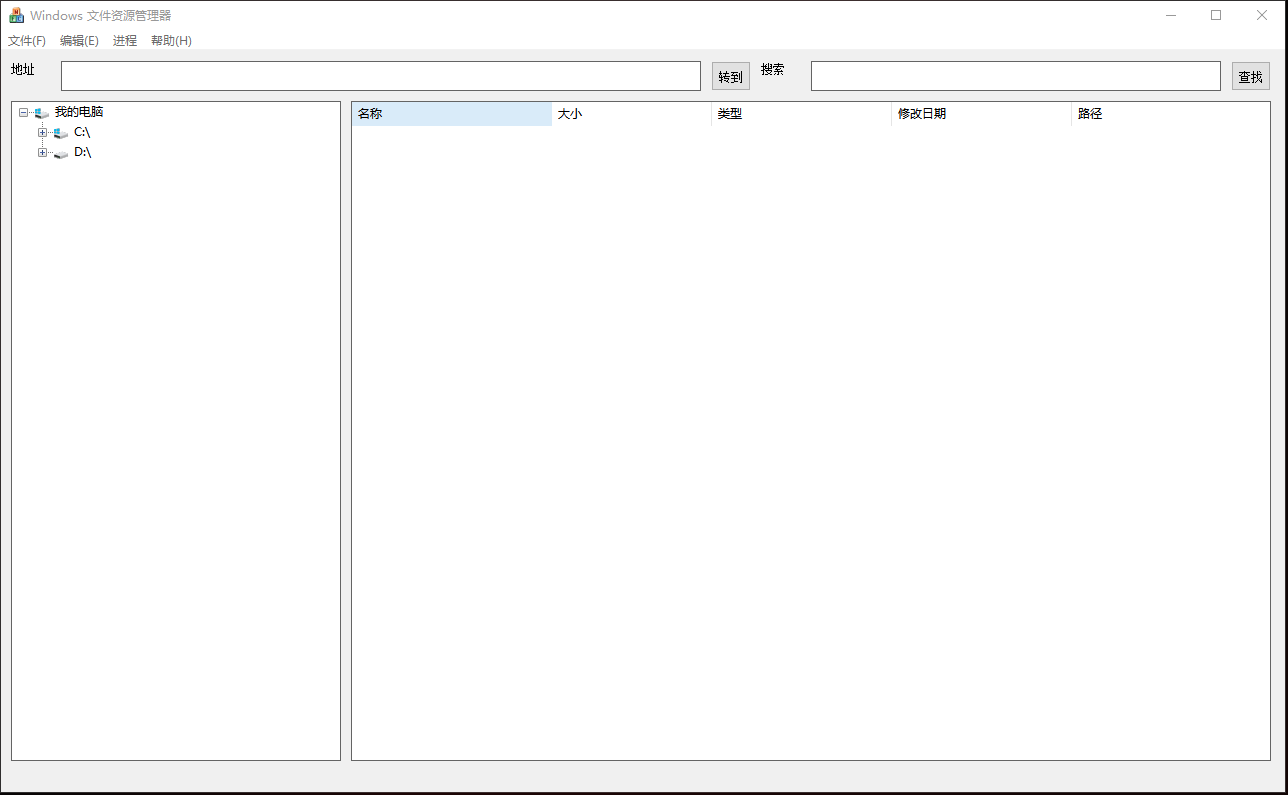 Windows 文件资源管理器
文件(F) 编辑(E) 进程 帮助(H)
地址 转到 搜索 查找
我的电脑
C:\
D:\
名称 大小 类型 修改日期 路径